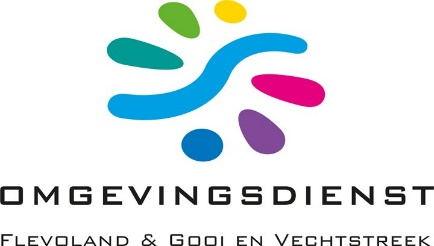 OMGEVINGSDIENST
FLEVOLAND & GOOI EN VECHTSTREEK